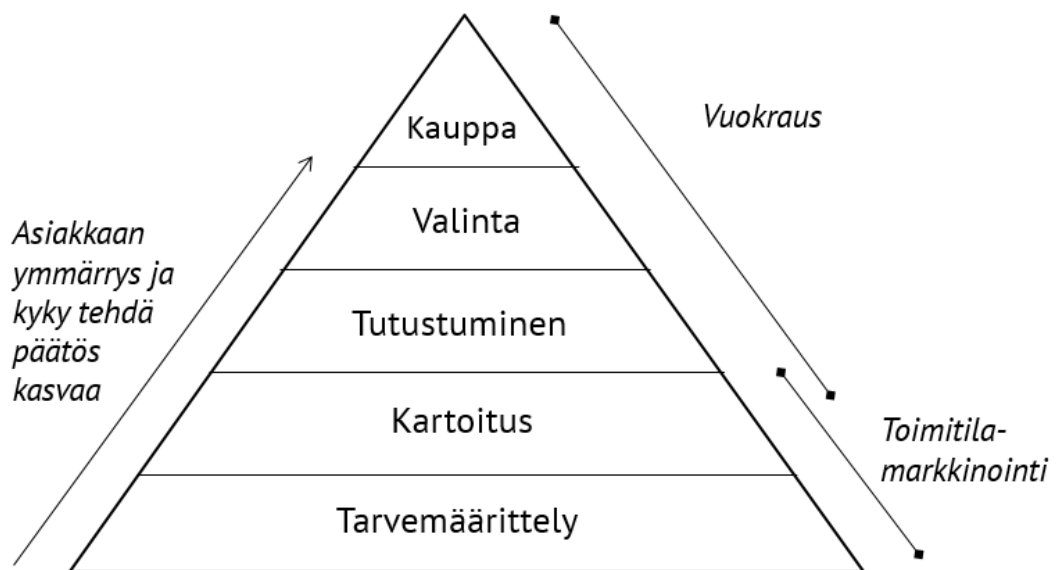 Kauppa
Valinta
Tutustuminen
Kartoitus
Tarvemäärittely
Asiakkaan
ymmärrys ja
kyky tehdä
päätös
kasvaa
Vuokraus
Toimitila-
markkinointi